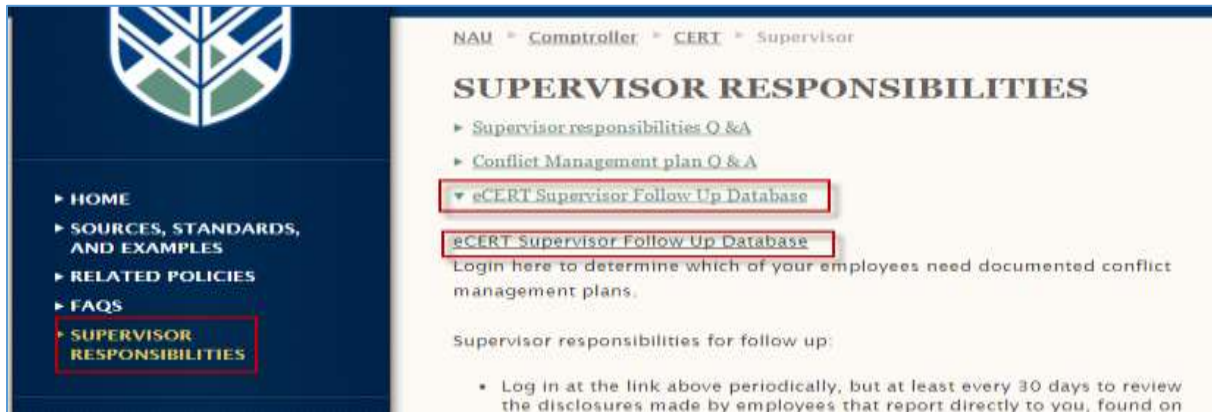 NAU Comptroller CERT Supervisor
SUPERVISOR RESPONSIBILITIES
Supervisor responsibilities Q &A
Conflict Management plan Q & A
eCERT Supervisor Follow Up Database
eCERT Supervisor Follow Up Database
Login here to determine which of your employees need documented conflict
management plans.
Supervisor responsibilities for follow up:
• Log in at the link above periodically, but at least every 30 days to review
the disclosures made by employees that report directly to you, found on
HOME
SOURCES, STANDARDS,
AND EXAMPLES
RELATED POLICIES
FAQS
SUPERVISOR
RESPONSIBILITIES